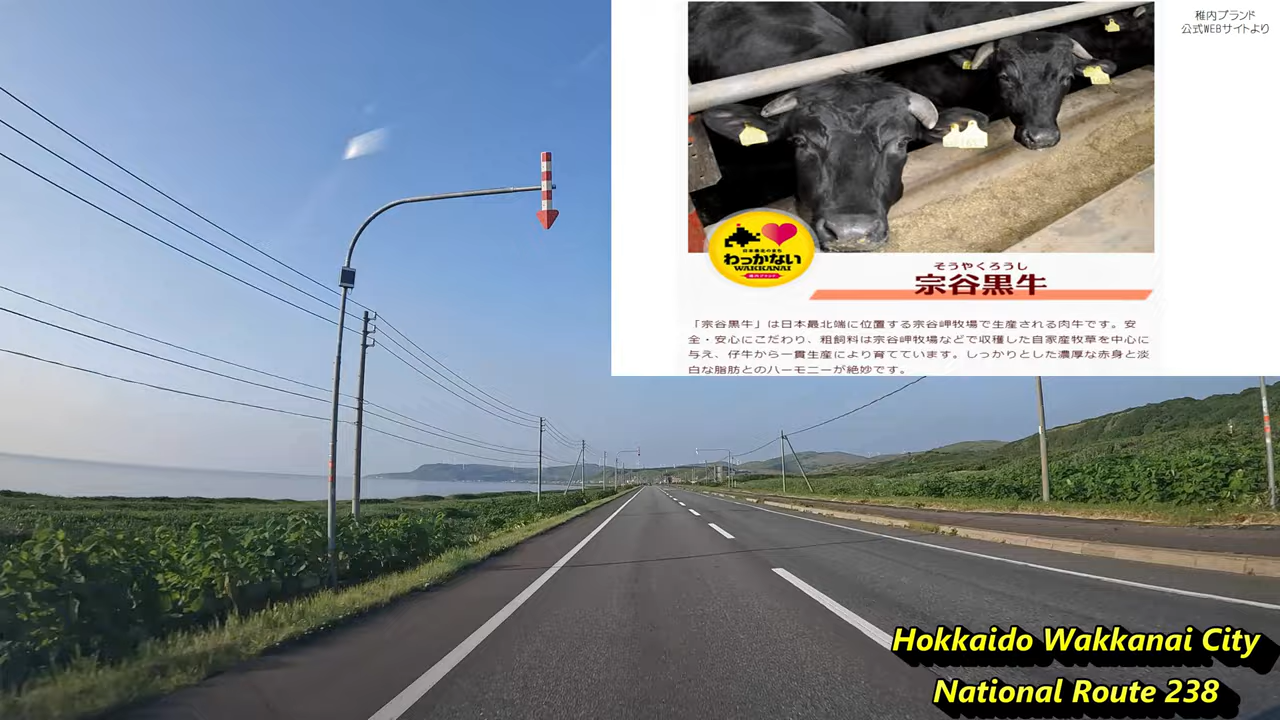 稚内ブランド
公式WEBサイトより
日本最北のまち
わっかない
WAKKANAI
そうやくろうし
宗谷黒牛
「宗谷黒牛」は日本最北端に位置する宗谷岬牧場で生産される肉牛です。安
全・安心にこだわり、粗飼料は宗谷岬牧場などで収穫した自家産牧草を中心に
与え、仔牛から一貫生産により育てています。しっかりとした濃厚な赤身と淡
白な脂肪とのハーモニーが絶妙です。
Hokkaido Wakkanai City
National Route 238